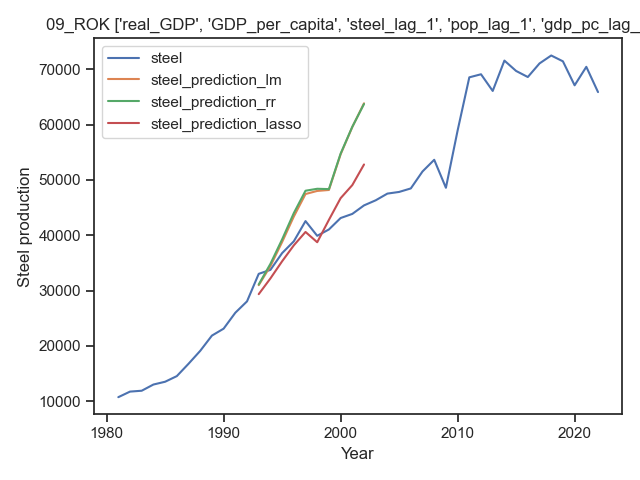 09_ROK ['real_GDP', 'GDP_per_capita', 'steel_lag_1', 'pop_lag_1', 'gdp_pc_lag_
steel
steel_prediction_lm
steel_prediction_rr
steel_prediction_lasso
Steel production
70000
60000
50000
40000
30000
20000
10000
1980 1990 2000 2010 2020
Year